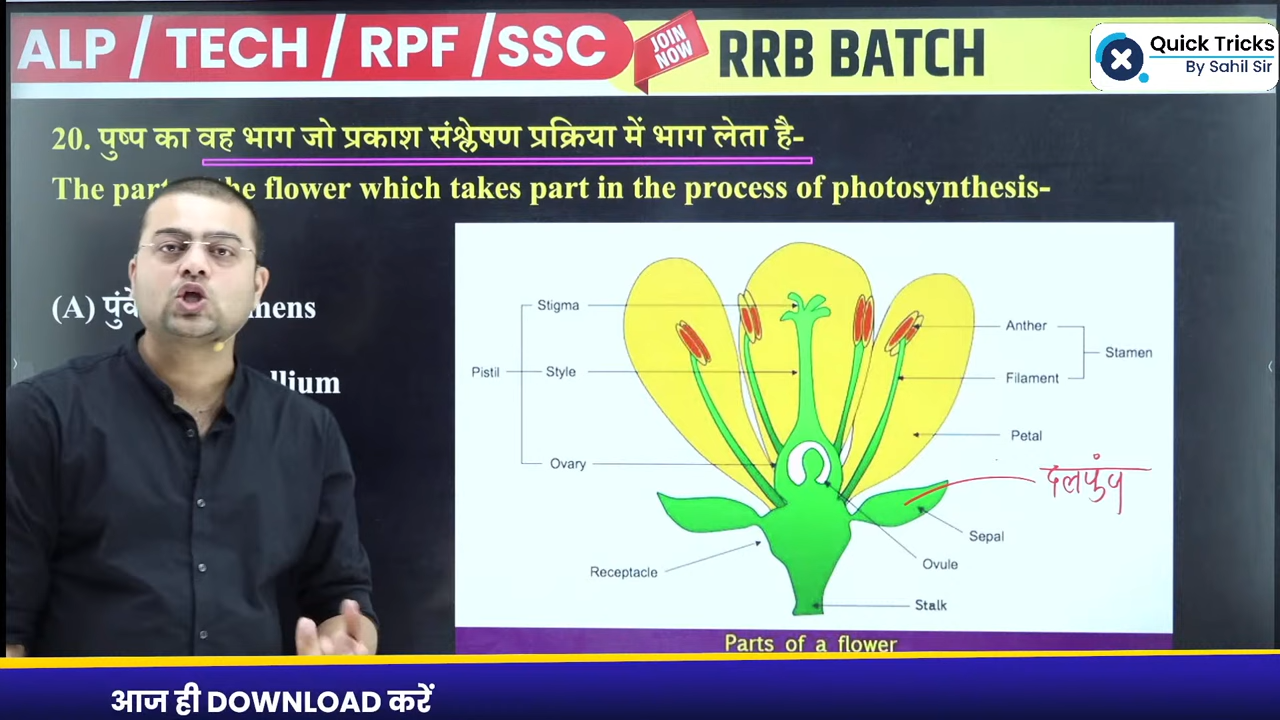 ALP / TECH / RPF / SSC
JOIN NOW
RRB BATCH
Quick Tricks
By Sahil Sir
20. पुष्प का वह भाग जो प्रकाश संश्लेषण प्रक्रिया में भाग लेता है-
The part he flower which takes part in the process of photosynthesis-
(A) mens
llium
Stigma
Anther
Stamen
Pistil
Style
Filament
Petal
Ovary
दलपुंज
Sepal
Ovule
Receptacle
Stalk
Parts of a flower
आज ही DOWNLOAD करें